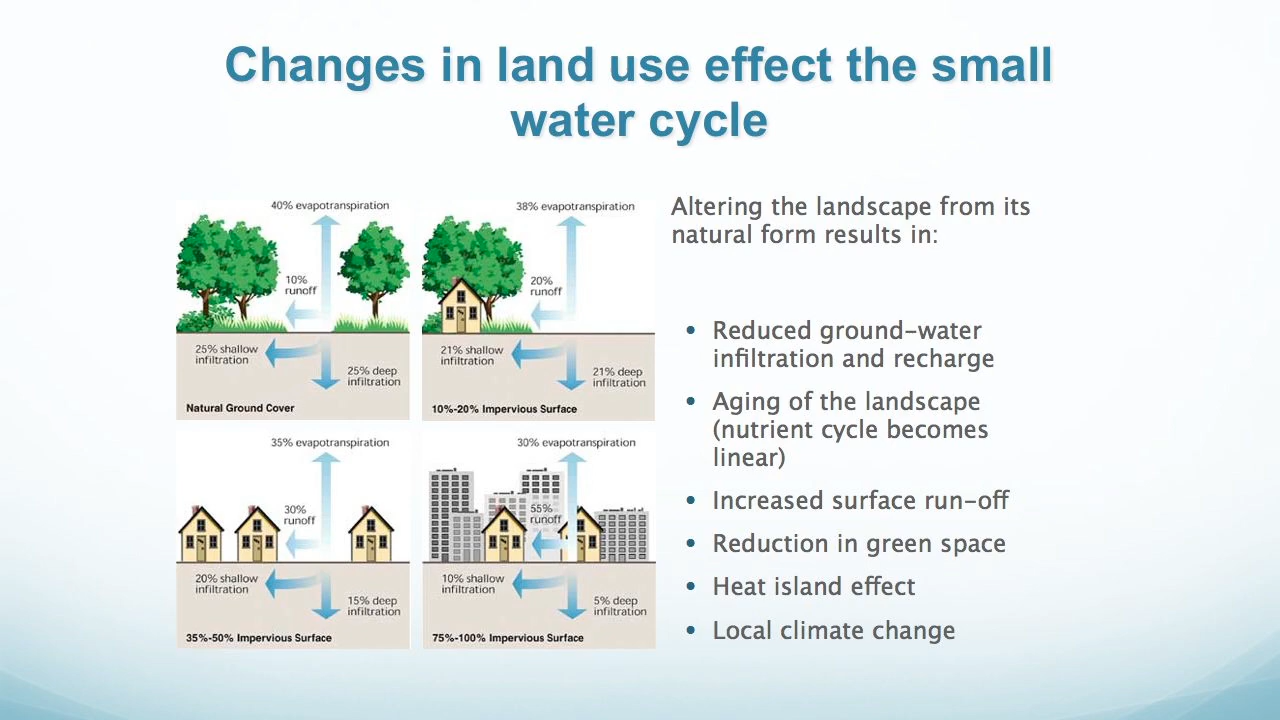 Changes in land use effect the small
water cycle
40% evapotranspiration
10%
runoff
25% shallow
infiltration
25% deep
infiltration
Natural Ground Cover
38% evapotranspiration
20%
runoff
21% shallow
infiltration
21% deep
infiltration
10%-20% Impervious Surface
35% evapotranspiration
30%
runoff
20% shallow
infiltration
15% deep
infiltration
35%-50% Impervious Surface
30% evapotranspiration
55%
runoff
10% shallow
infiltration
5% deep
infiltration
75%-100% Impervious Surface
Altering the landscape from its
natural form results in:
• Reduced ground-water
infiltration and recharge
• Aging of the landscape
(nutrient cycle becomes
linear)
• Increased surface run-off
• Reduction in green space
• Heat island effect
• Local climate change